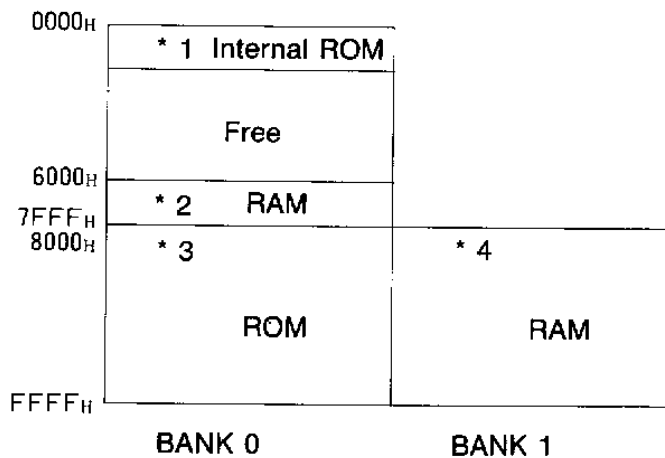 0000H
* 1 Internal ROM
Free
6000H
* 2 RAM
7FFFH
8000H
* 3
* 4
ROM
RAM
FFFFH
BANK 0
BANK 1